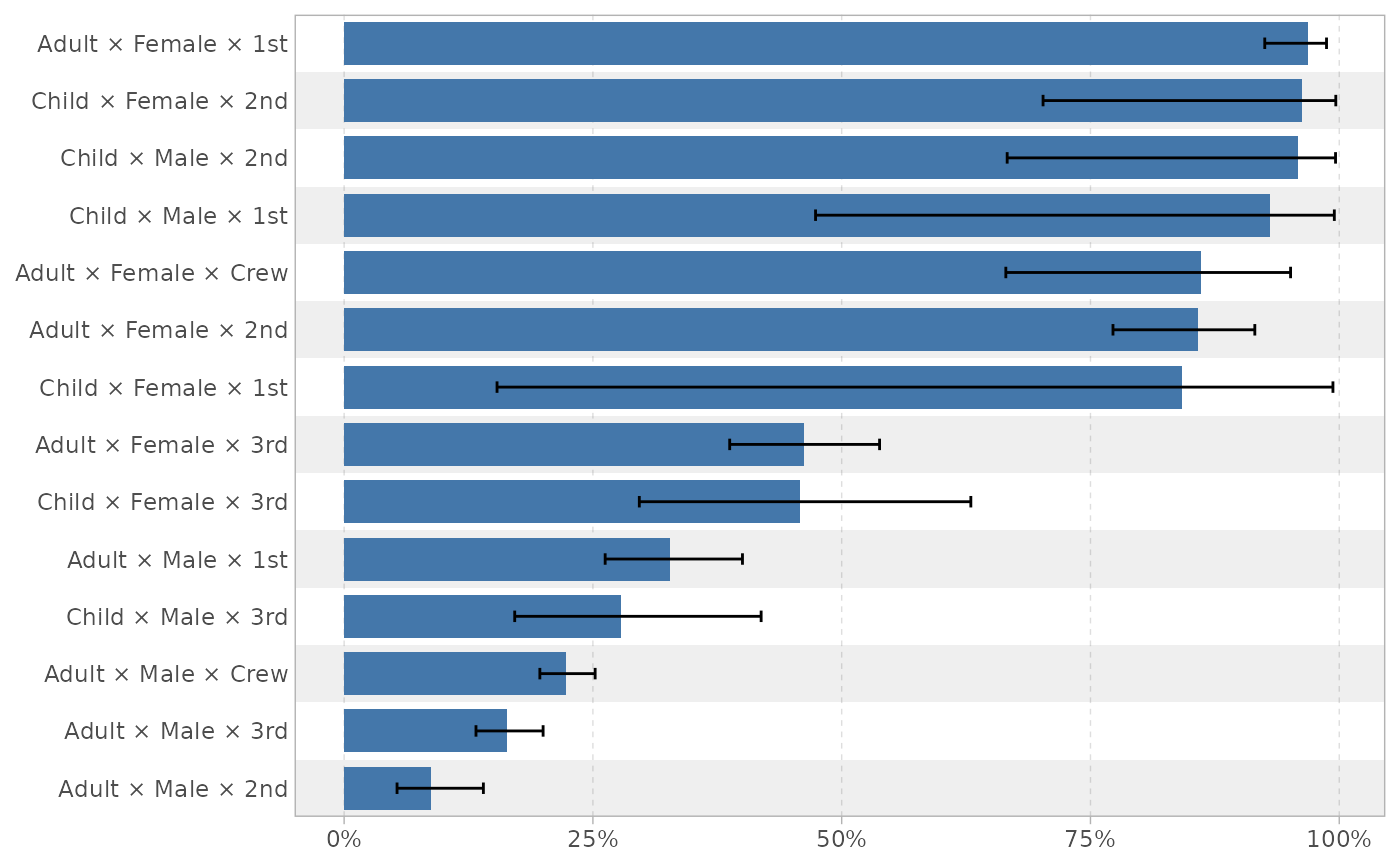 Adult × Female × 1st
Child × Female × 2nd
Child × Male × 2nd
Child × Male × 1st
Adult × Female × Crew
Adult × Female × 2nd
Child × Female × 1st
Adult × Female × 3rd
Child × Female × 3rd
Adult × Male × 1st
Child × Male × 3rd
Adult × Male × Crew
Adult × Male × 3rd
Adult × Male × 2nd
0% 25% 50% 75% 100%